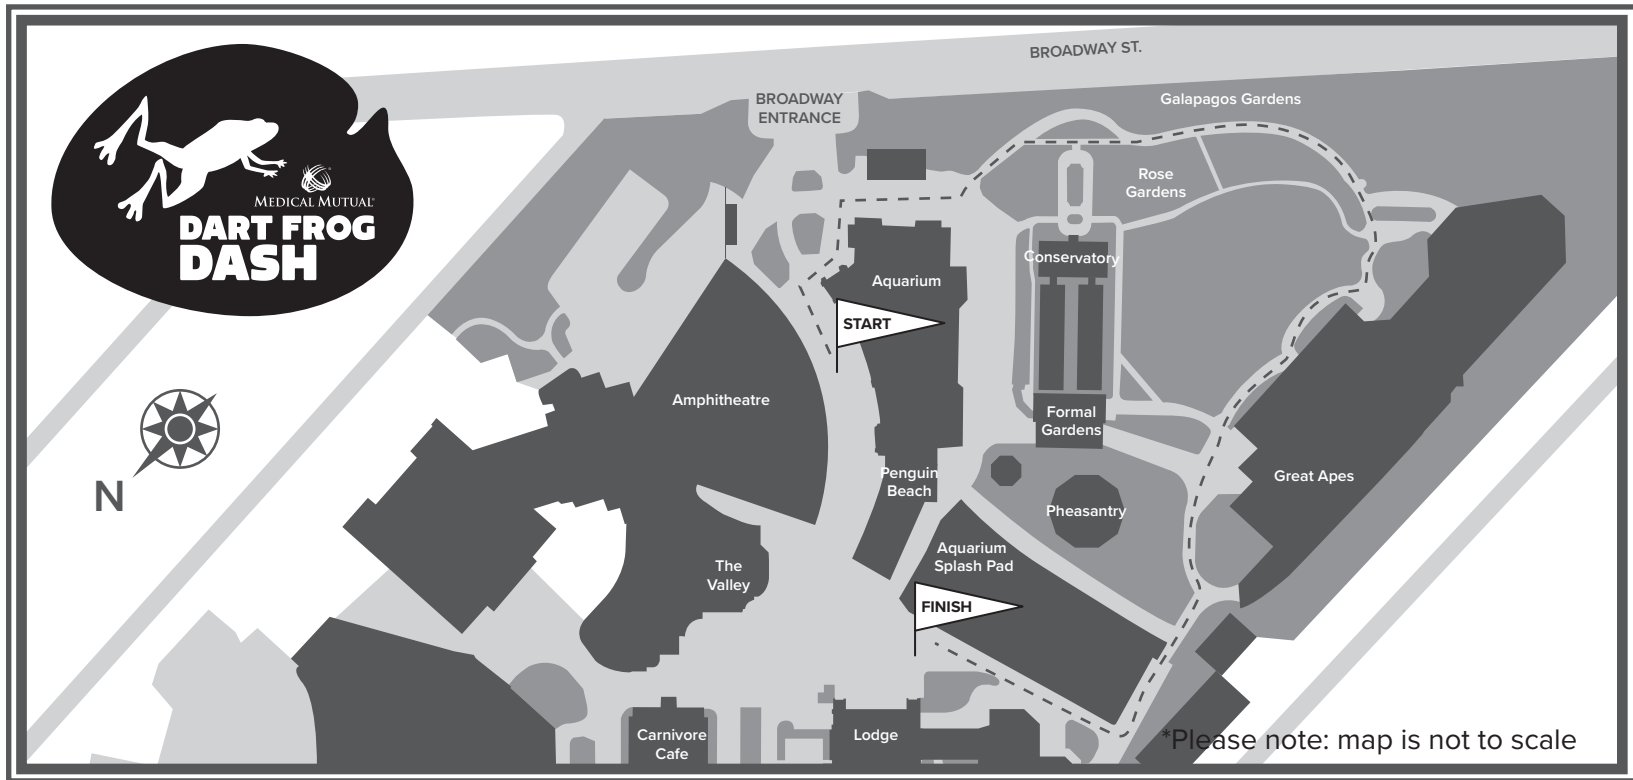 BROADWAY ST.
BROADWAY
ENTRANCE
Galapagos Gardens
MEDICAL MUTUAL®
DART FROG
DASH
Rose
Gardens
Conservatory
Aquarium
START
Amphitheatre
Formal
Gardens
N
Penguin
Beach
Great Apes
Pheasantry
Aquarium
Splash Pad
The
Valley
FINISH
Carnivore
Cafe
Lodge
*Please note: map is not to scale